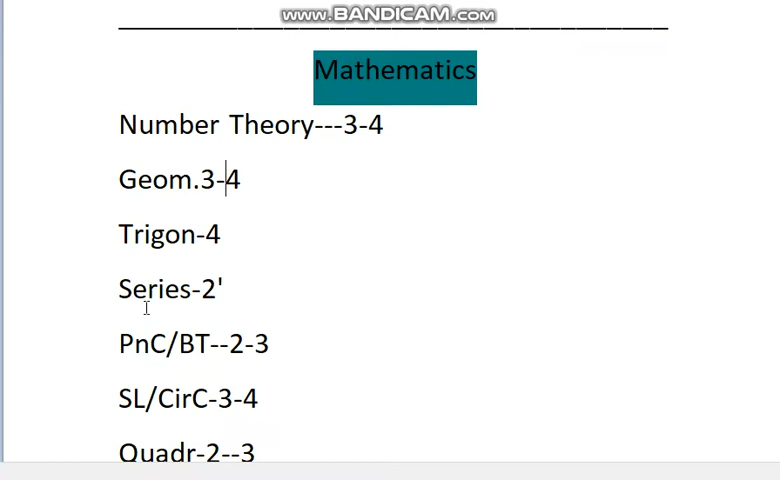 www.BANDICAM.com
Mathematics
Number Theory---3-4
Geom.3-4
Trigon-4
Series-2'
PnC/BT--2-3
SL/CirC-3-4
Quadr-2--3